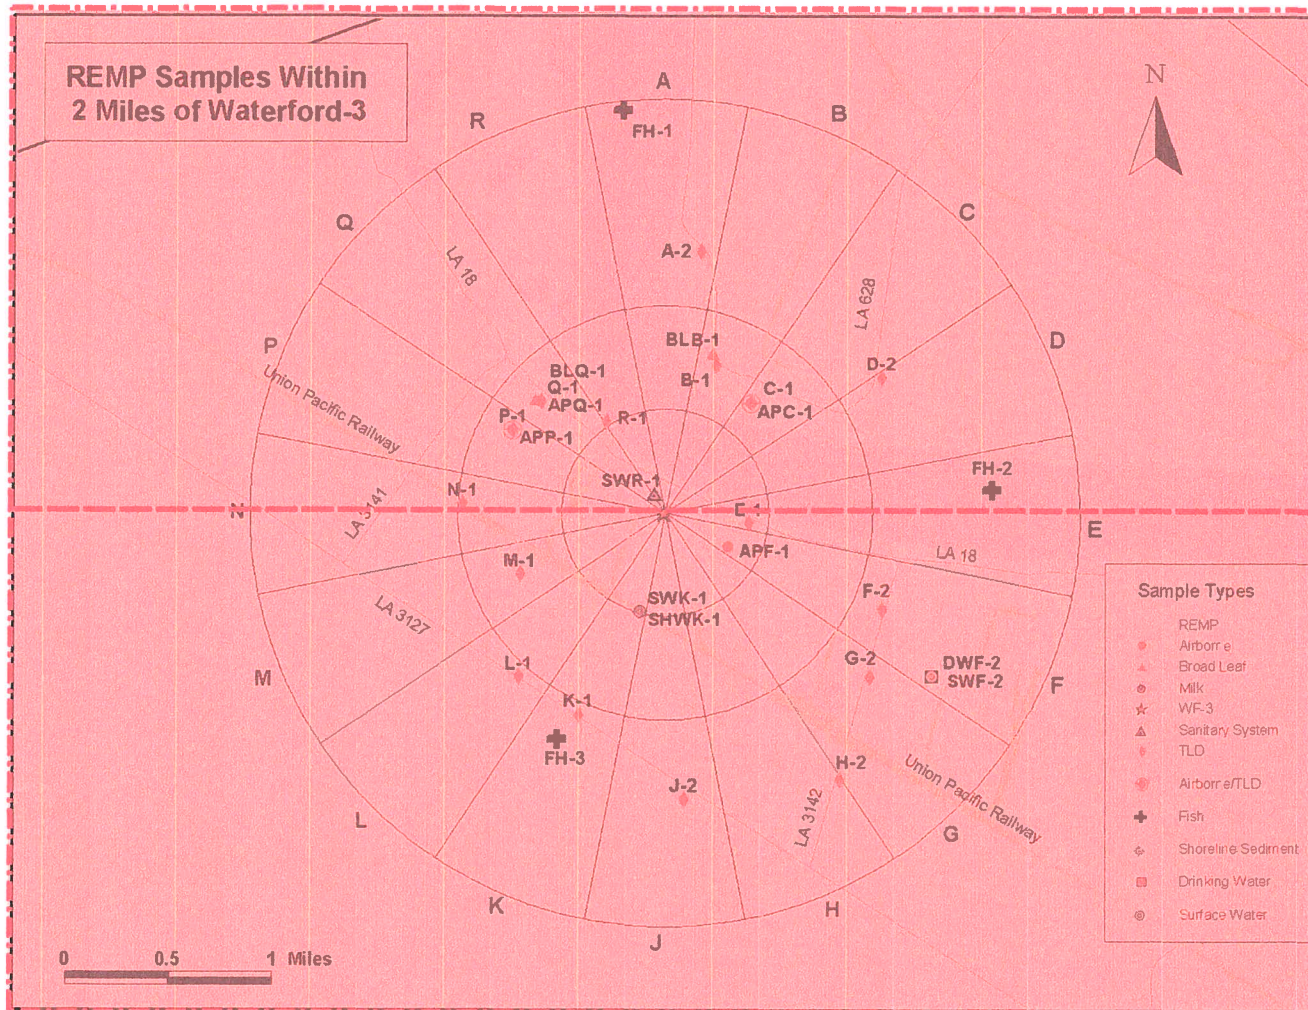 REMP Samples Within
2 Miles of Waterford-3
N
A
B
R
FH-1
C
Q
A-2
LA 18
LA 628
D
P
BLB-1
D-2
BLQ-1
B-1
C-1
Union Pacific Railway
Q-1
APQ-1
APC-1
P-1
R-1
APP-1
FH-2
SWR-1
N-1
N
LA 3141
E-1
E
APF-1
LA 18
M-1
SWK-1
SHWK-1
F-2
LA 3127
L-1
G-2
DWF-2
SWF-2
M
F
K-1
FH-3
H-2
Union Pacific Railway
J-2
LA 3142
L
G
K
H
J
Sample Types
REMP
Airborne
Broad Leaf
Milk
WF-3
Sanitary System
TLD
Airborne/TLD
Fish
Shoreline Sediment
Drinking Water
Surface Water
0 0.5 1 Miles